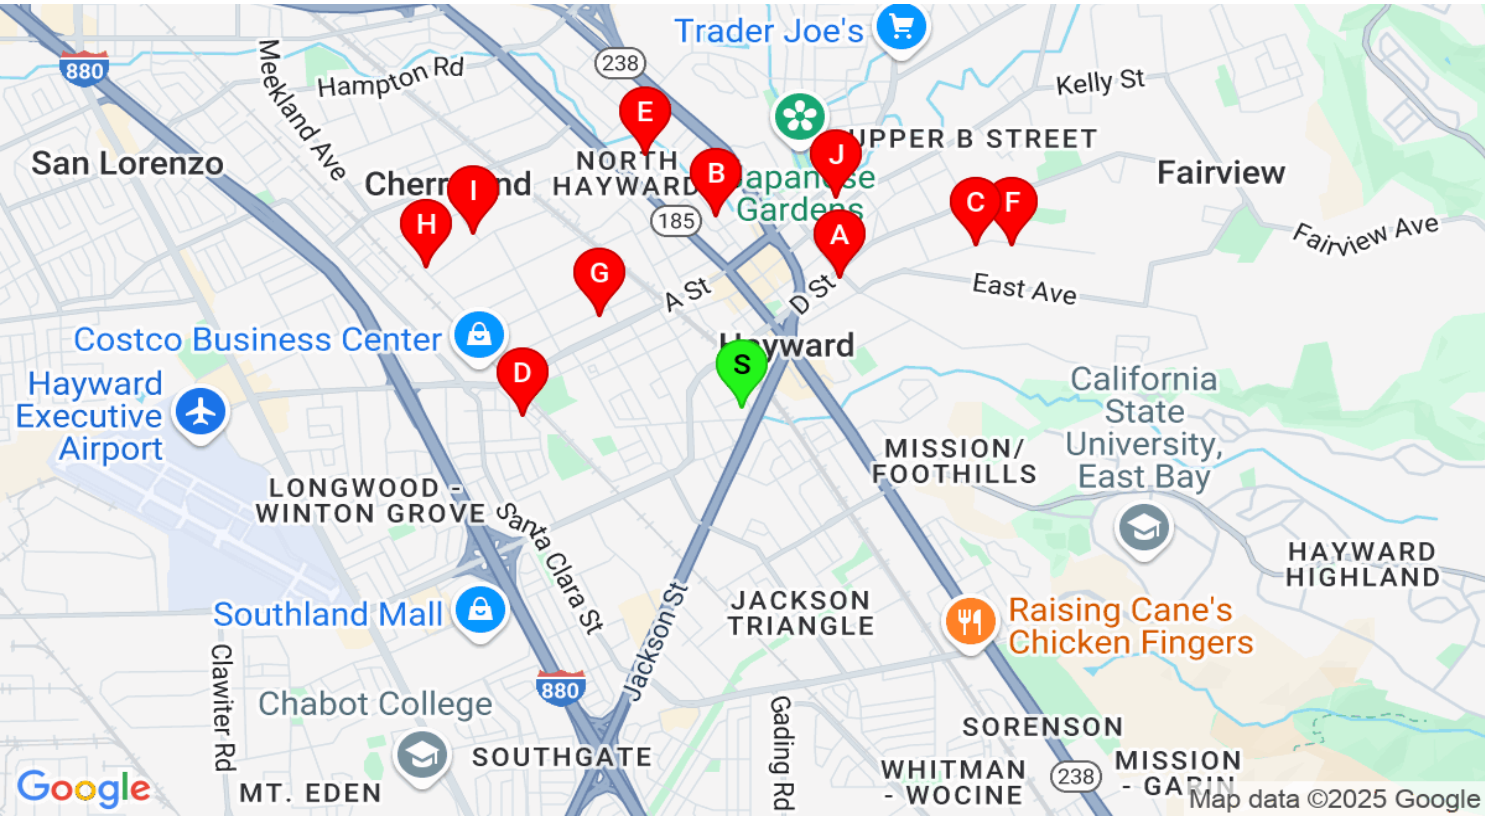 Trader Joe's
880
238
Hampton Rd
Kelly St
Meekland Ave
E
UPPER B STREET
San Lorenzo
NORTH
HAYWARD
J
Fairview
I
B
Japanese
Gardens
H
185
C
F
A
Fairview Ave
G
A St
D St
East Ave
Costco Business Center
Hayward
S
D
Hayward
Executive
Airport
California
State
University,
East Bay
MISSION/
FOOTHILLS
LONGWOOD -
WINTON GROVE
Santa Clara St
HAYWARD
HIGHLAND
Southland Mall
JACKSON
TRIANGLE
Raising Cane's
Chicken Fingers
Jackson St
Clawiter Rd
880
Chabot College
Gading Rd
SORENSON
SOUTHGATE
MISSION
- GARIN
WHITMAN
- WOCINE
238
MT. EDEN
Google
Map data ©2025 Google